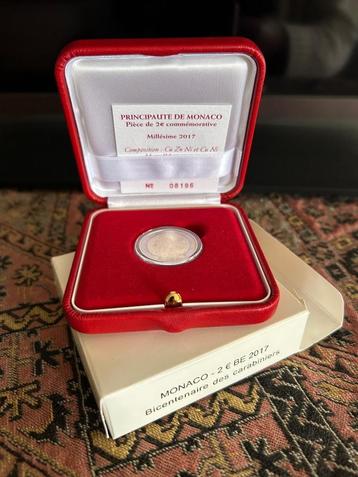 PRINCIPAUTE DE MONACO
Pièce de 2€ commémorative
Millésime 2017
Composition : Cu Zn Ni et Cu Ni
N° 08196
MONACO - 2 € BE 2017
Bicentenaire des carabiniers